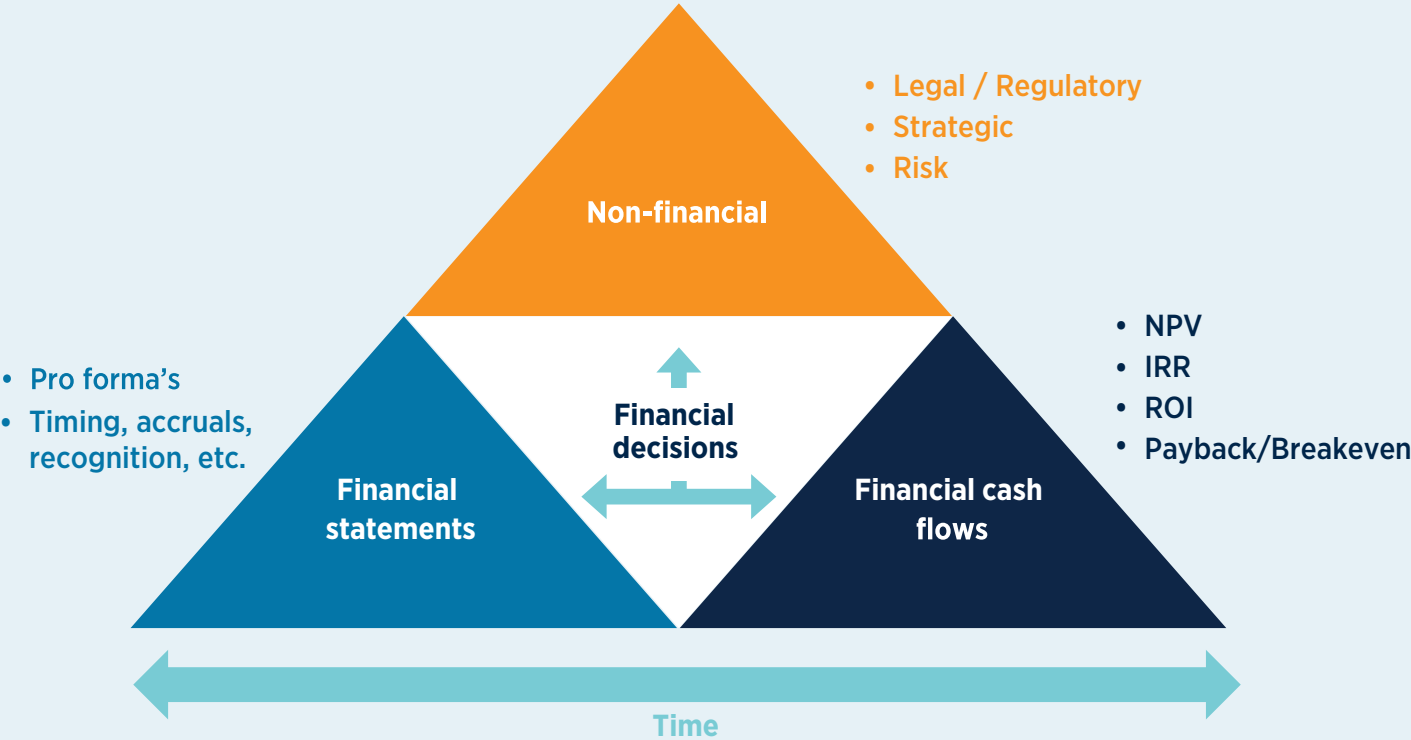 • Legal / Regulatory
• Strategic
• Risk
Non-financial
• NPV
• IRR
• ROI
• Payback/Breakeven
• Pro forma’s
• Timing, accruals,
recognition, etc.
Financial
decisions
Financial
statements
Financial cash
flows
Time